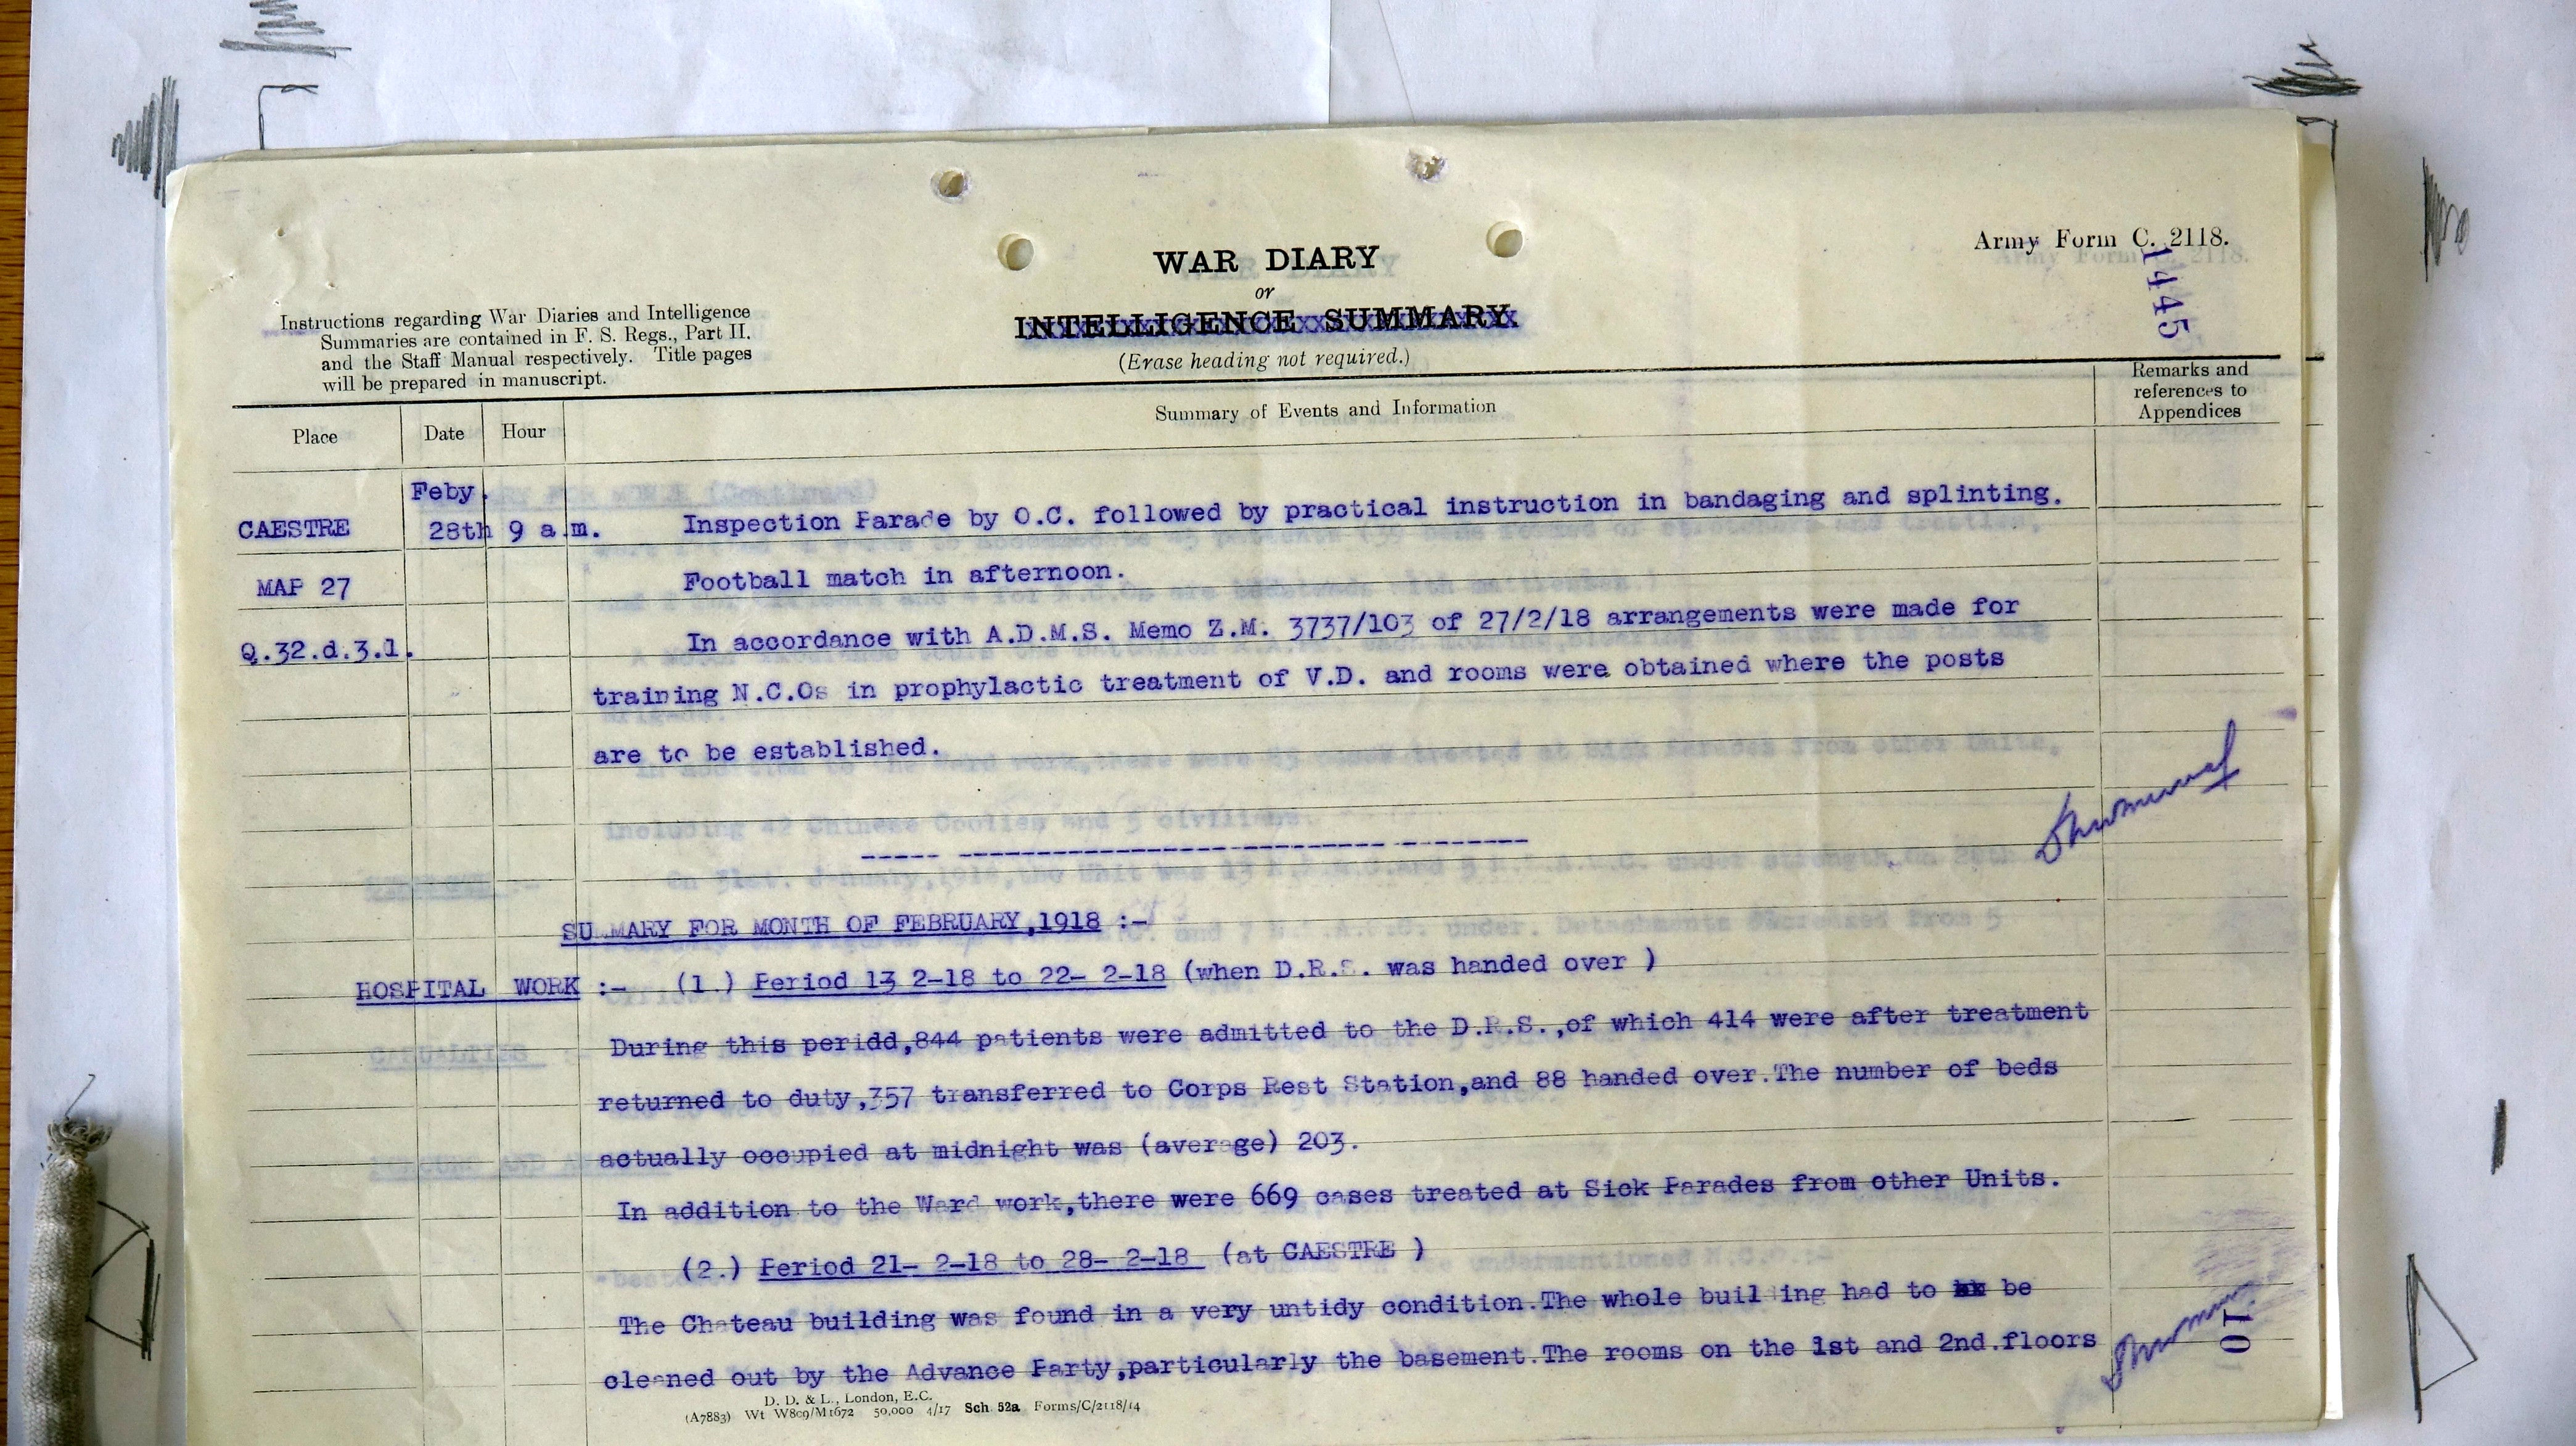 Army Form C. 2118.
1445
WAR DIARY
or
INTELLIGENCE SUMMARY.
(Erase heading not required.)
Instructions regarding War Diaries and Intelligence
Summaries are contained in F. S. Regs., Part II.
and the Staff Manual respectively. Title pages
will be prepared in manuscript.
Place Date Hour Summary of Events and Information Remarks and
references to
Appendices
Feby.
CAESTRE 28th 9 a.m. Inspection Parade by O.C. followed by practical instruction in bandaging and splinting.
MAP 27 Football match in afternoon.
Q.32.d.3.1. In accordance with A.D.M.S. Memo Z.M. 3737/103 of 27/2/18 arrangements were made for
training N.C.Os in prophylactic treatment of V.D. and rooms were obtained where the posts
are to be established.
SUMMARY FOR MONTH OF FEBRUARY,1918 :-
HOSPITAL WORK :- (1.) Period 13 2-18 to 22- 2-18 (when D.R.S. was handed over )
During this peridd,844 patients were admitted to the D.R.S.,of which 414 were after treatment
returned to duty,357 transferred to Corps Rest Station,and 88 handed over.The number of beds
actually occupied at midnight was (average) 203.
In addition to the Ward work,there were 669 cases treated at Sick Parades from other Units.
(2.) Period 21- 2-18 to 28- 2-18 (at CAESTRE )
The Chateau building was found in a very untidy condition.The whole building had to be
cleaned out by the Advance Party,particularly the basement.The rooms on the 1st and 2nd.floors
10
D. D. & L., London, E.C.
(A7883) Wt W809/M1672 50,000 4/17 Sch. 52a Forms/C/2118/14